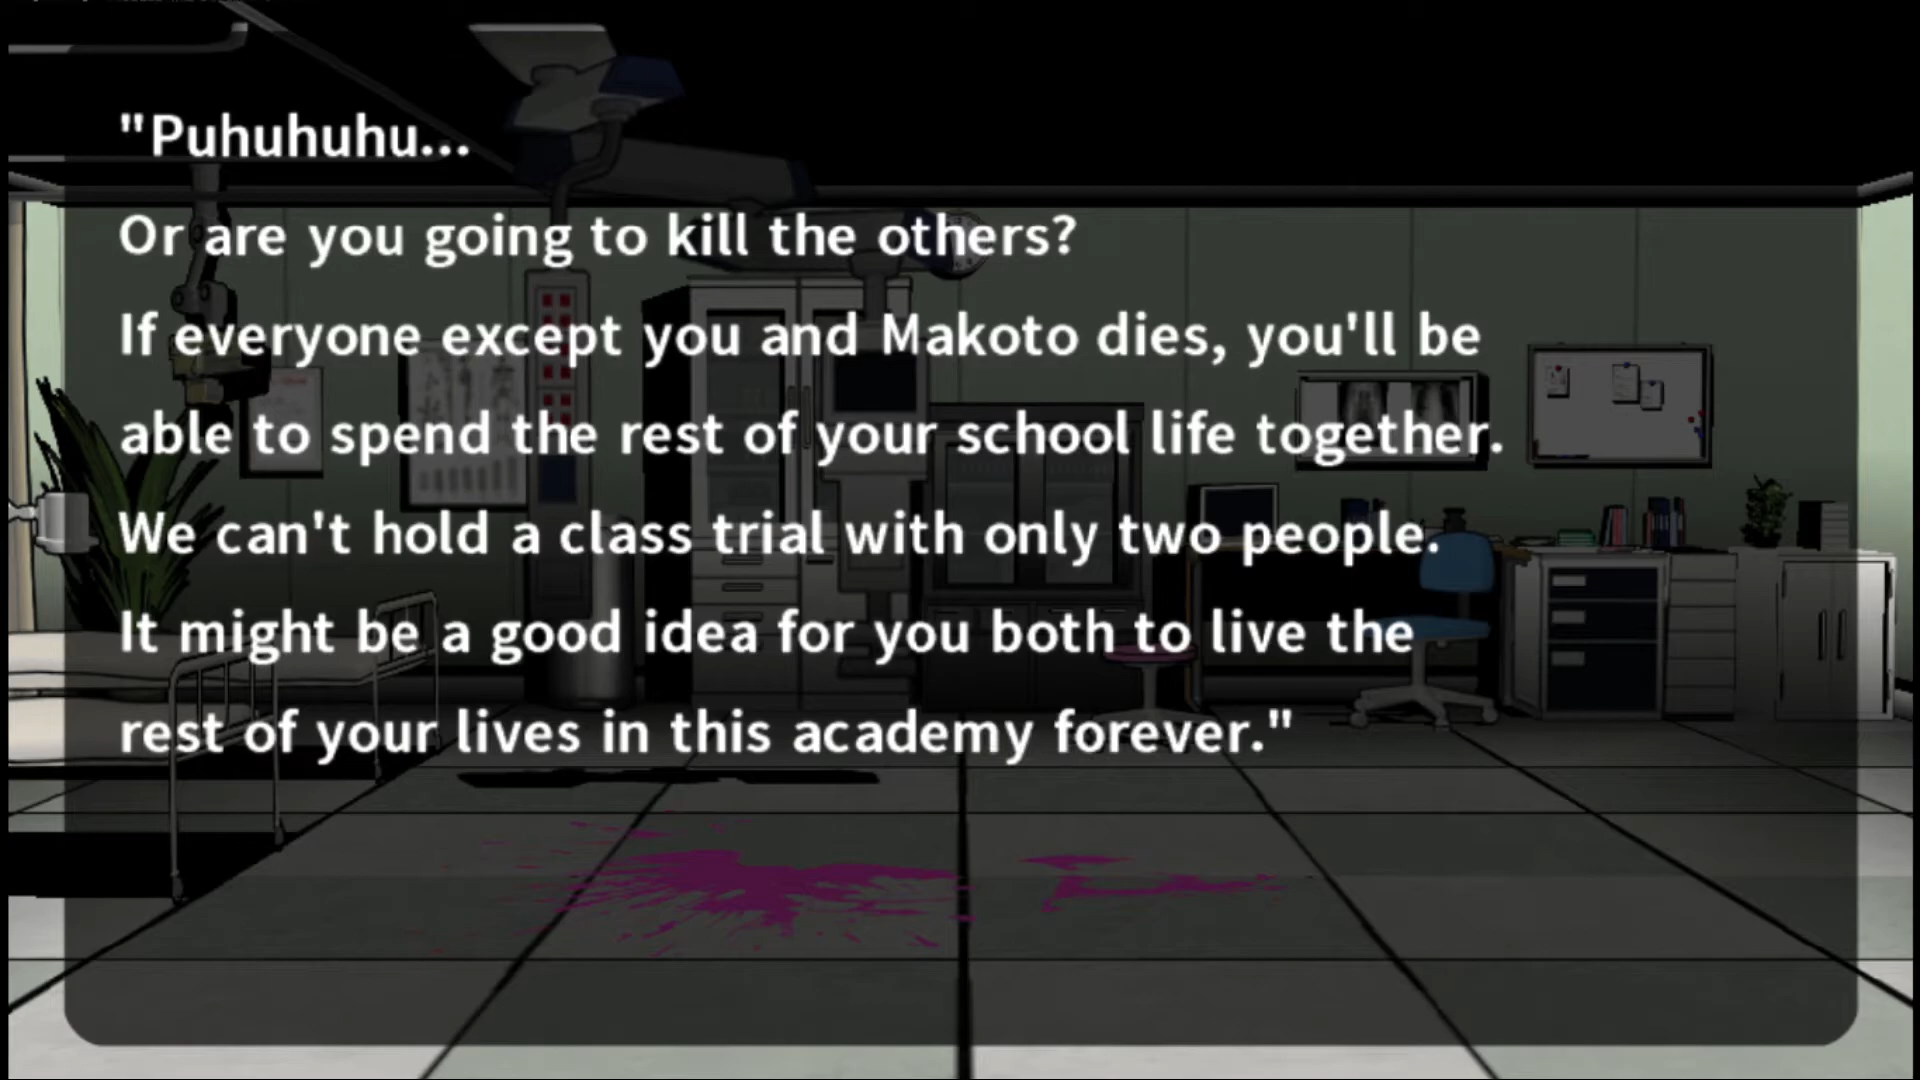 "Puhuhuhu...
Or are you going to kill the others?
If everyone except you and Makoto dies, you'll be
able to spend the rest of your school life together.
We can't hold a class trial with only two people.
It might be a good idea for you both to live the
rest of your lives in this academy forever."